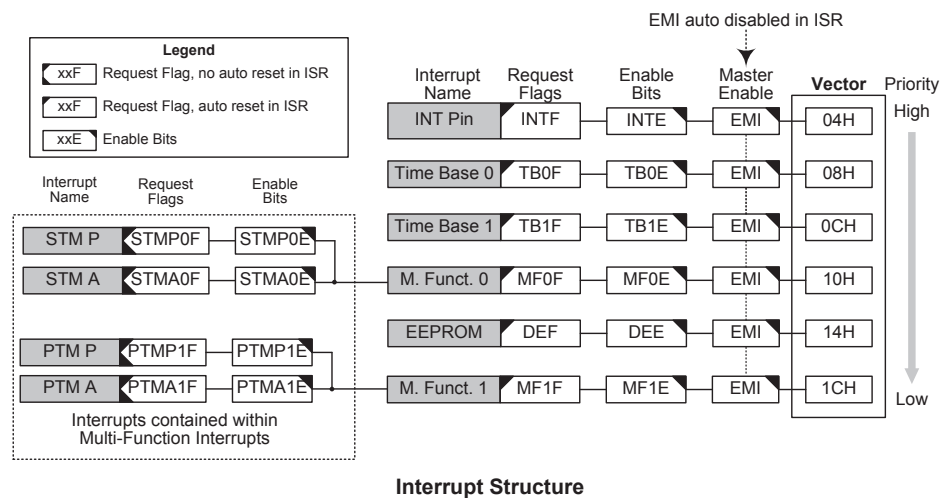 EMI auto disabled in ISR
Legend
xxF Request Flag, no auto reset in ISR
xxF Request Flag, auto reset in ISR
xxE Enable Bits
Interrupt Name Request Flags Enable Bits Master Enable Vector Priority
INT Pin INTF INTE EMI 04H High
Time Base 0 TB0F TB0E EMI 08H
Time Base 1 TB1F TB1E EMI 0CH
M. Funct. 0 MF0F MF0E EMI 10H
EEPROM DEF DEE EMI 14H
M. Funct. 1 MF1F MF1E EMI 1CH
Low
Interrupt Name Request Flags Enable Bits
STM P STMP0F STMP0E
STM A STMA0F STMA0E
PTM P PTMP1F PTMP1E
PTM A PTMA1F PTMA1E
Interrupts contained within
Multi-Function Interrupts
Interrupt Structure